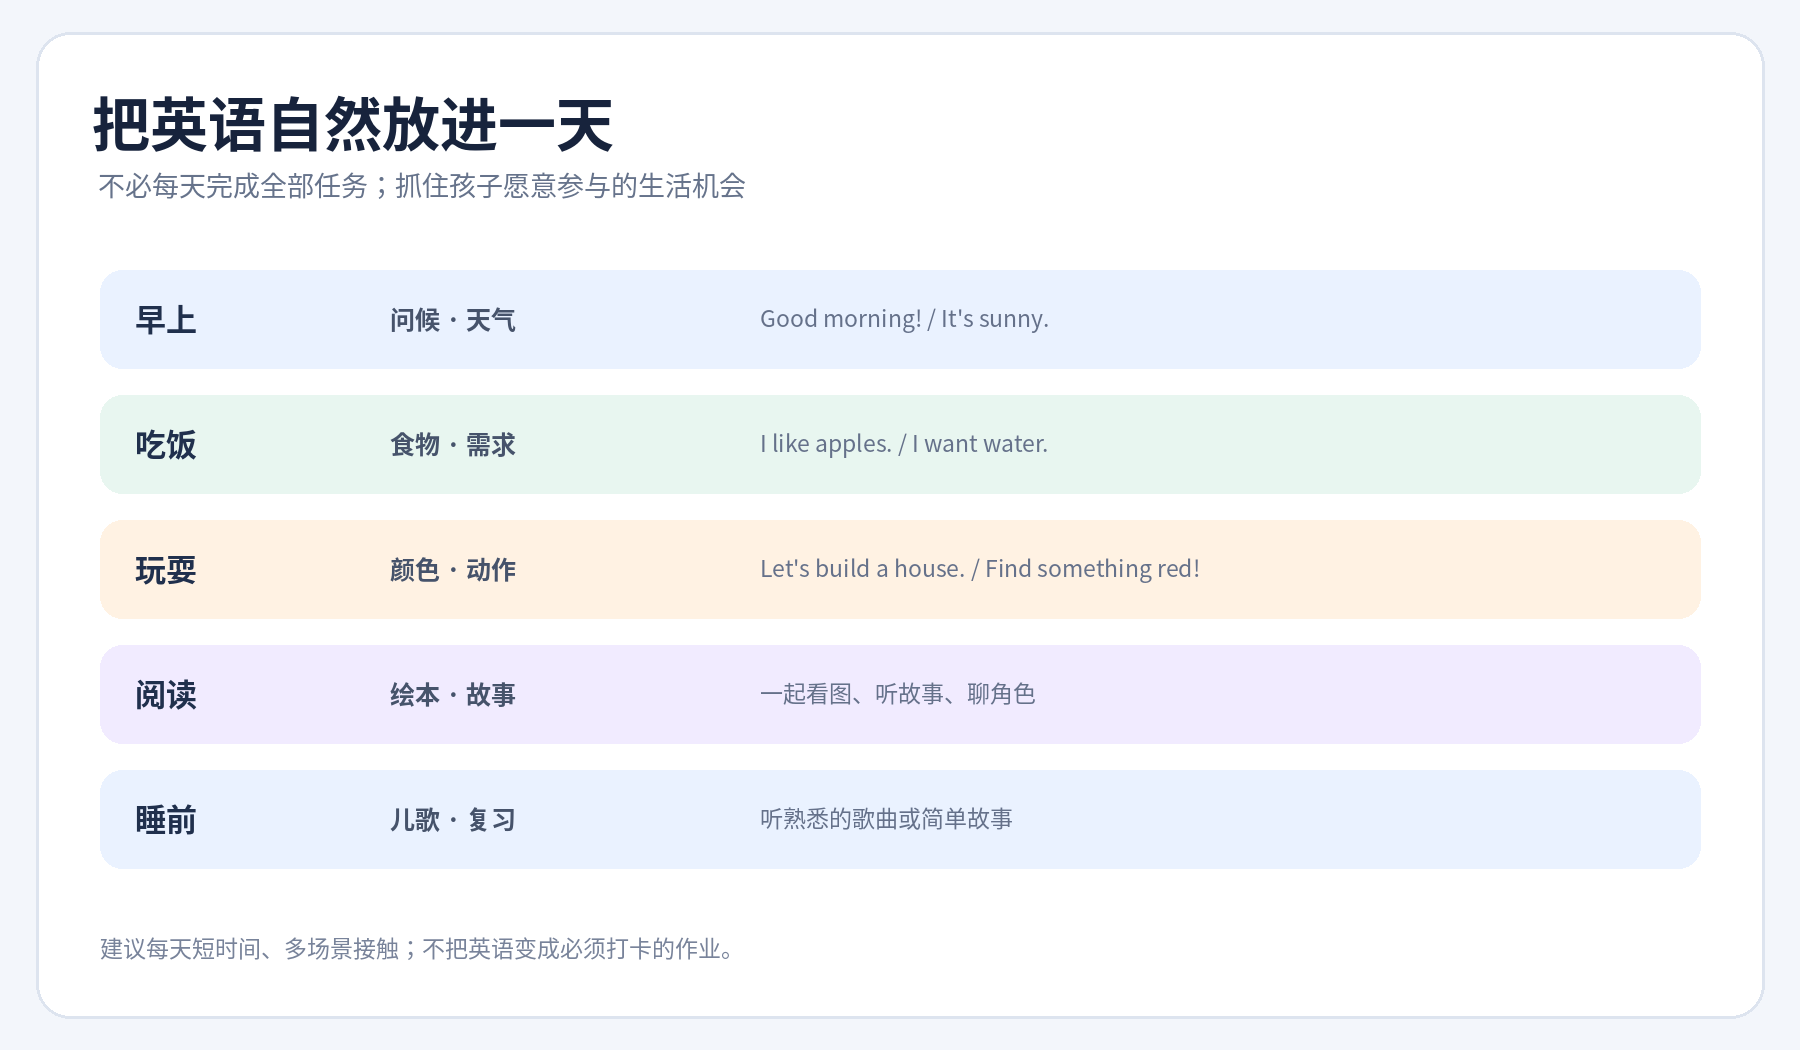 把英语自然放进一天
不必每天完成全部任务；抓住孩子愿意参与的生活机会
早上 问候 · 天气 Good morning! / It's sunny.
吃饭 食物 · 需求 I like apples. / I want water.
玩耍 颜色 · 动作 Let's build a house. / Find something red!
阅读 绘本 · 故事 一起看图、听故事、聊角色
睡前 儿歌 · 复习 听熟悉的歌曲或简单故事
建议每天短时间、多场景接触；不把英语变成必须打卡的作业。